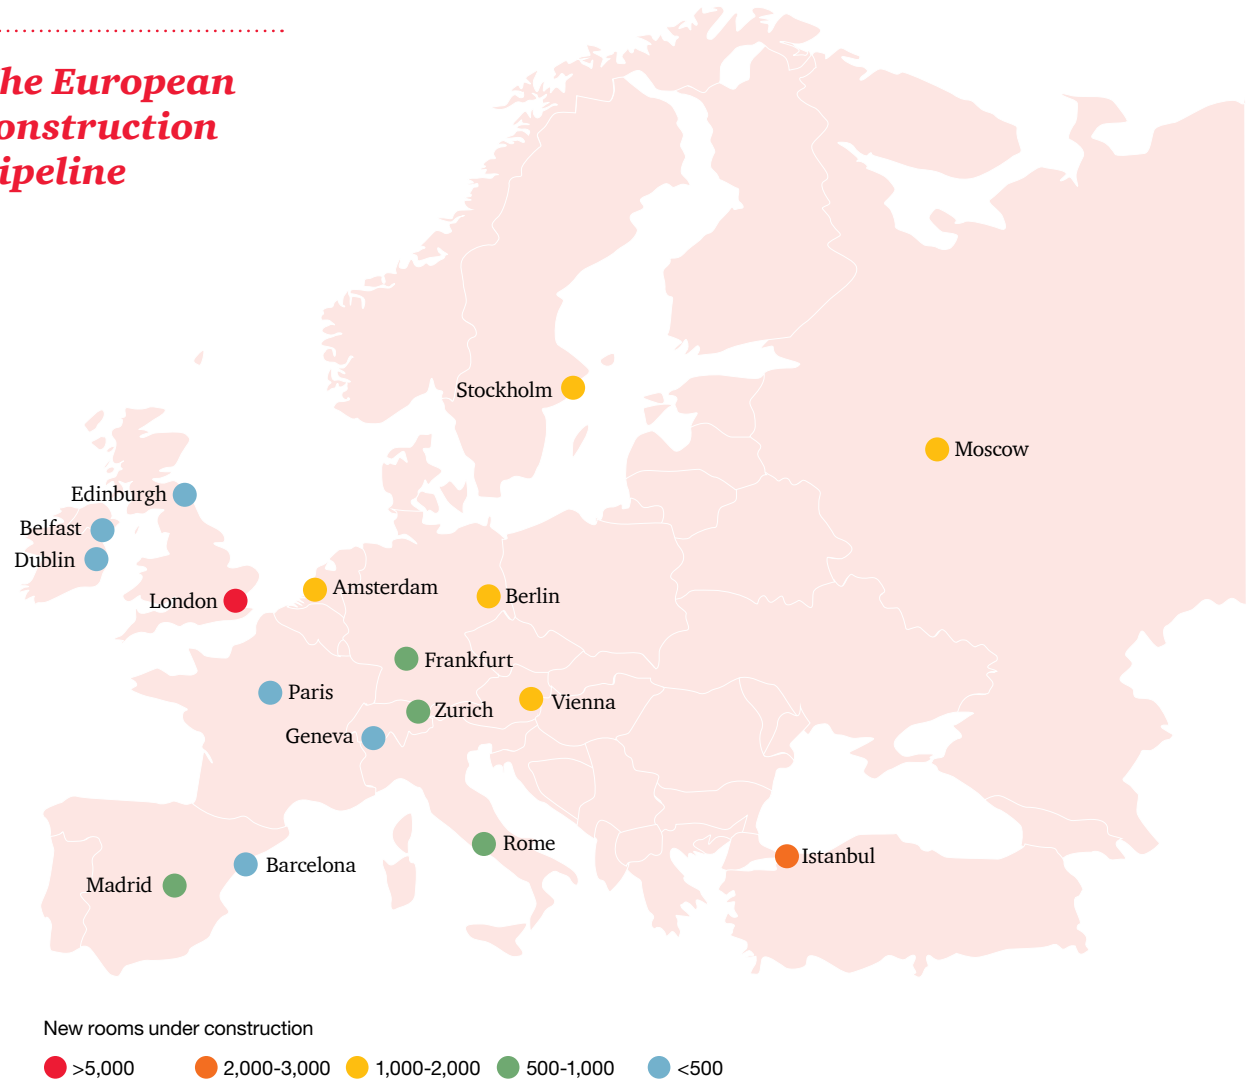 he European
onstruction
ipeline
Stockholm
Moscow
Edinburgh
Belfast
Dublin
Amsterdam
Berlin
London
Frankfurt
Paris
Vienna
Zurich
Geneva
Rome
Istanbul
Barcelona
Madrid
New rooms under construction
>5,000 2,000-3,000 1,000-2,000 500-1,000 <500